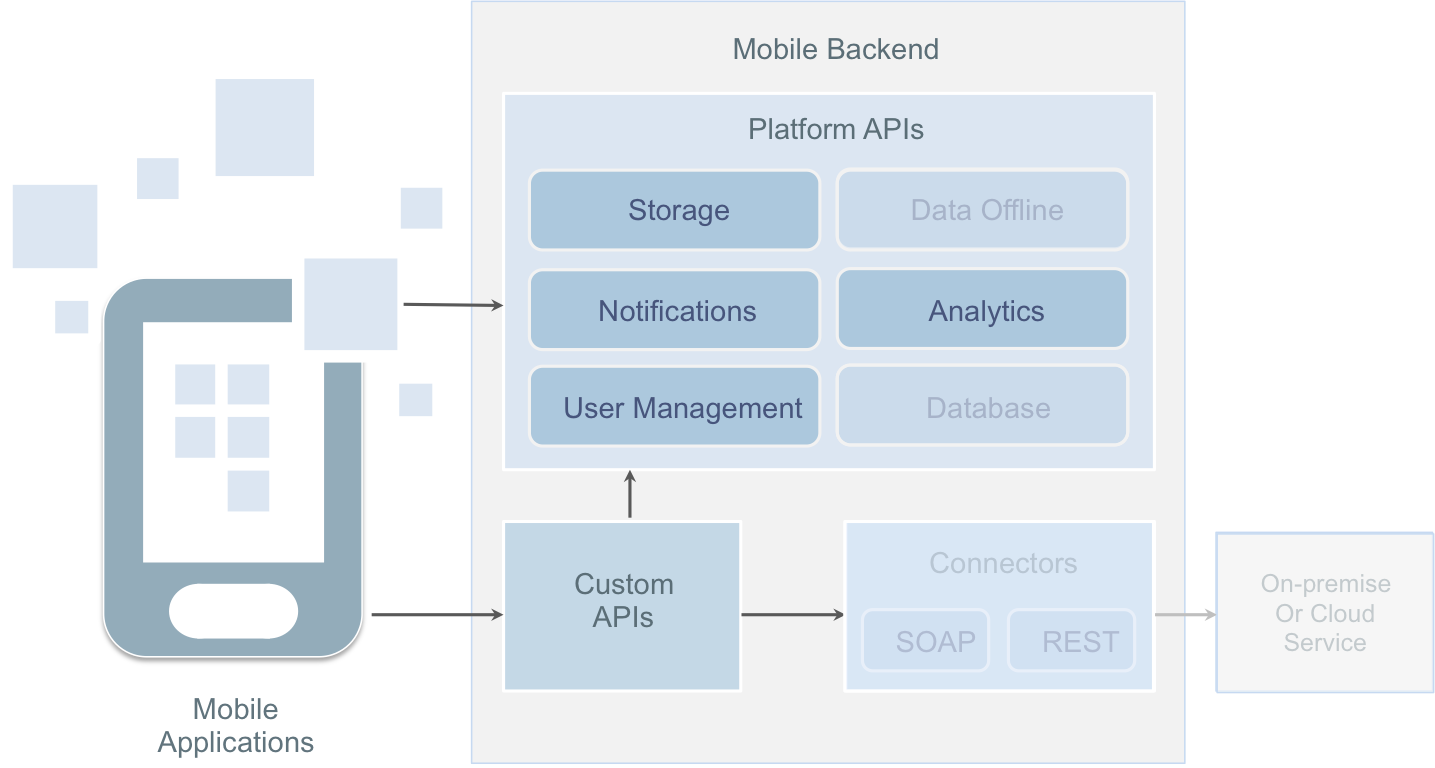 Mobile Backend
Platform APIs
Storage
Data Offline
Notifications
Analytics
User Management
Database
Custom
APIs
Connectors
SOAP
REST
On-premise
Or Cloud
Service
Mobile
Applications